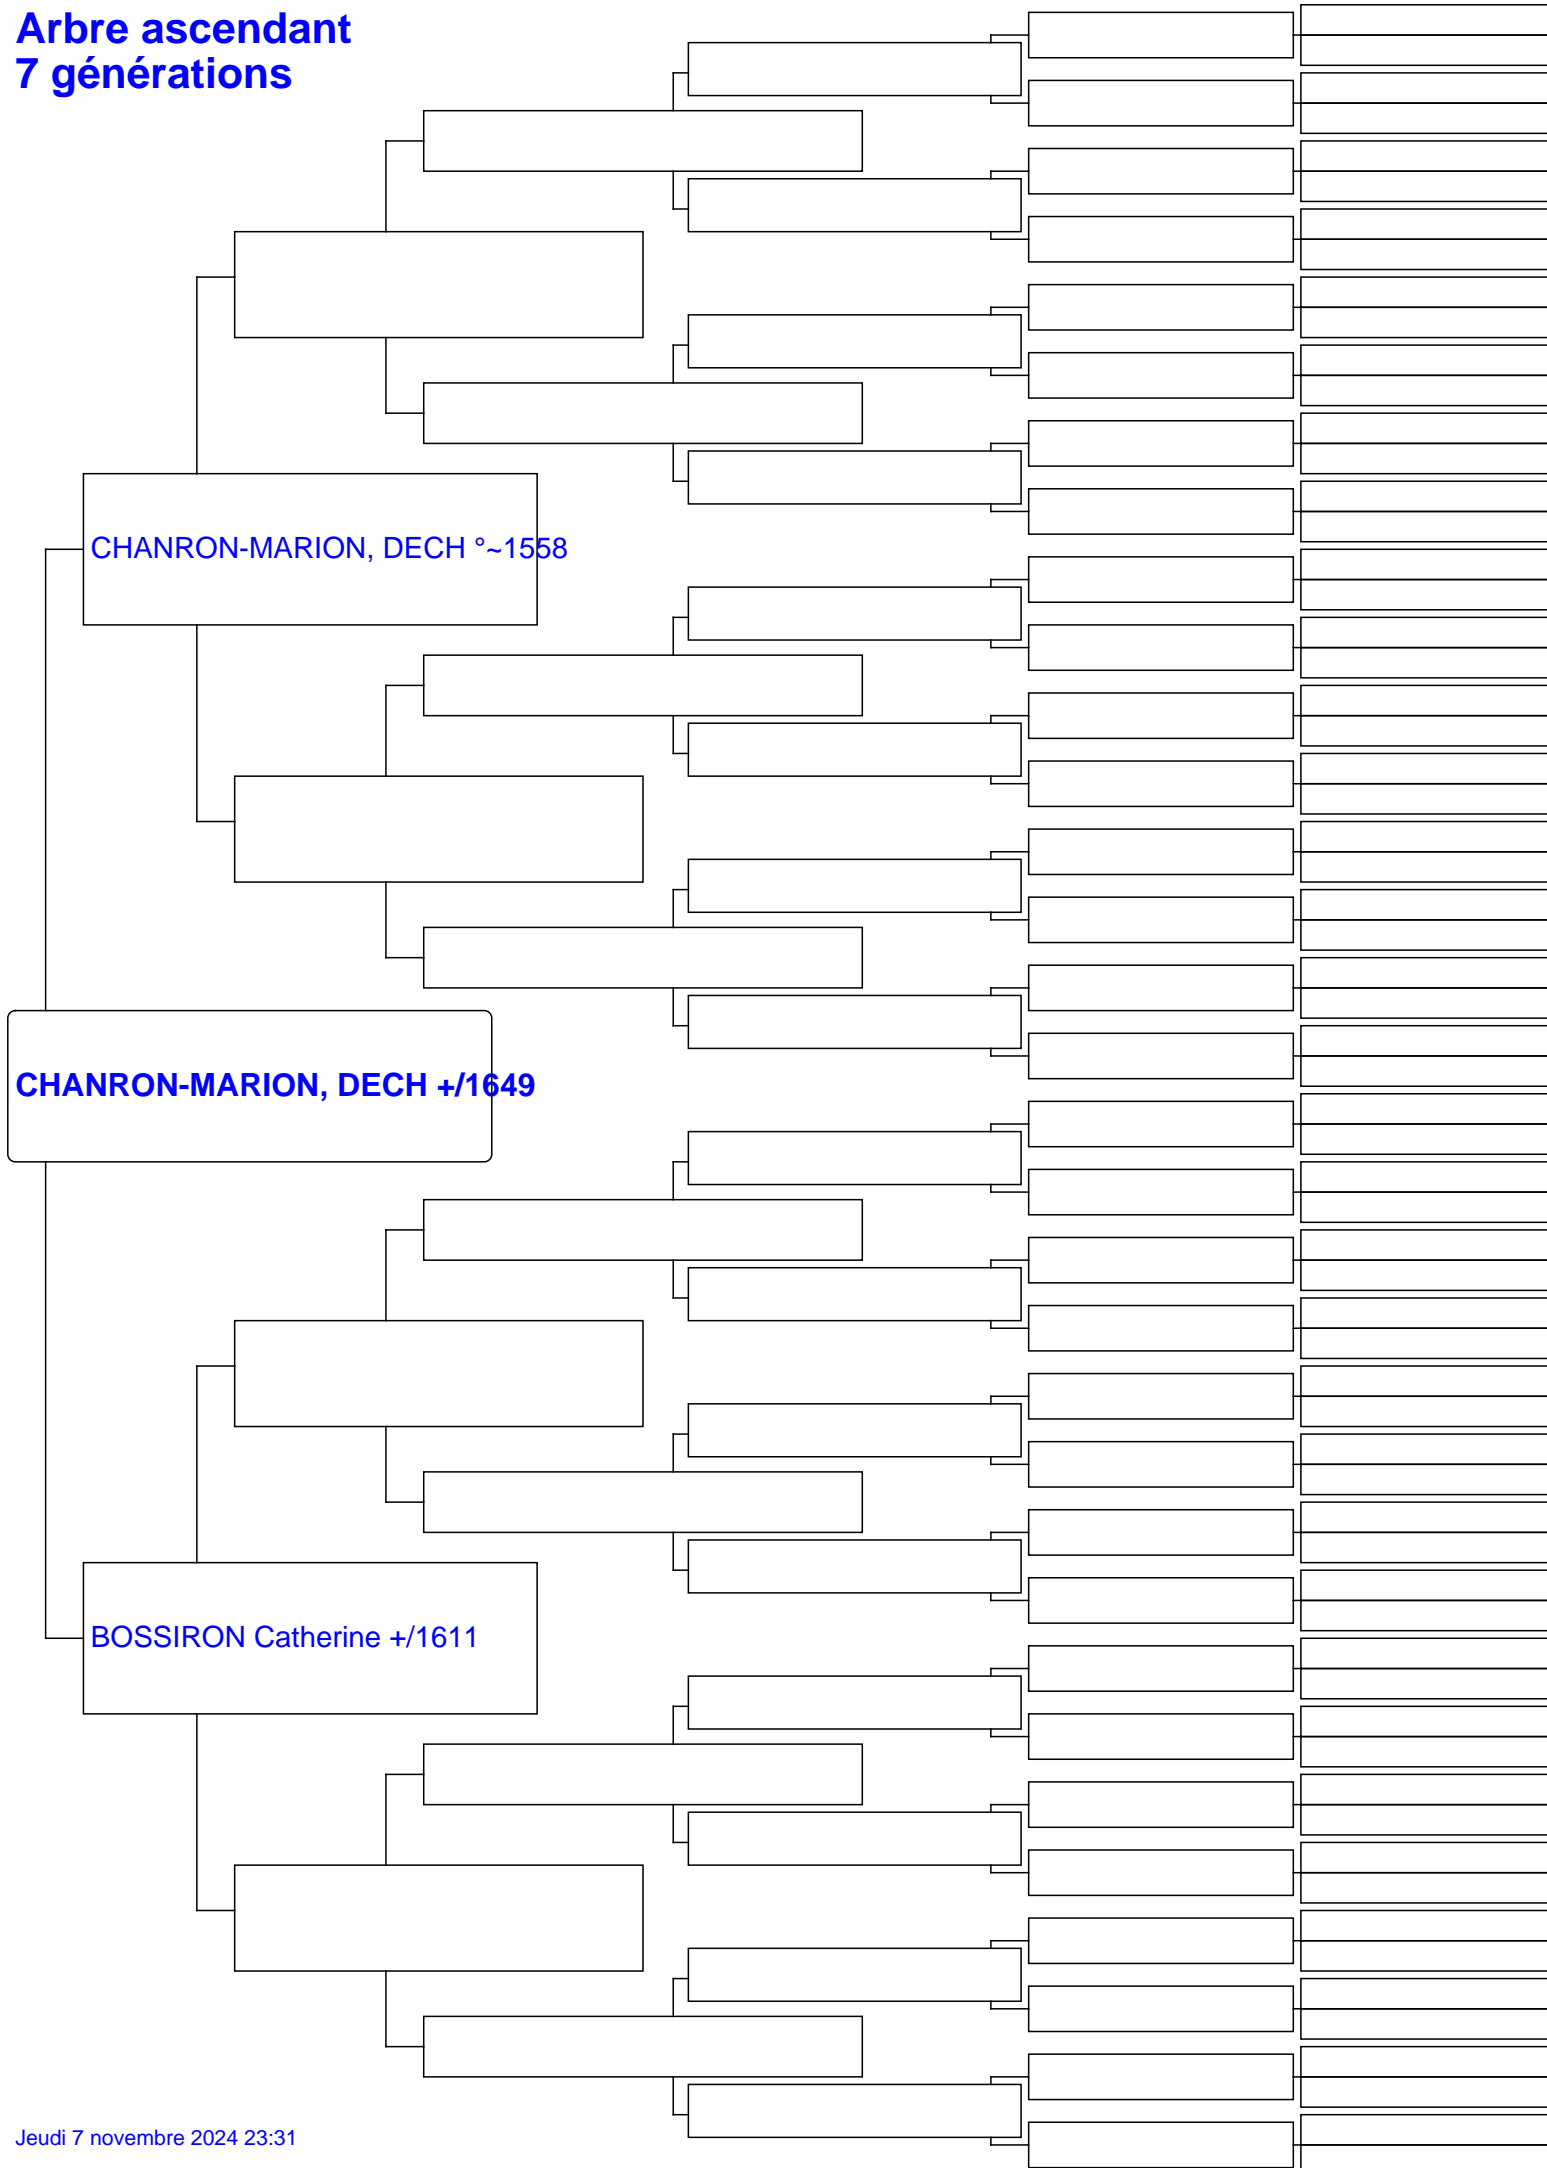 Arbre ascendant
7 générations
CHANRON-MARION, DECH °~1558
CHANRON-MARION, DECH +/1649
BOSSIRON Catherine +/1611
Jeudi 7 novembre 2024 23:31